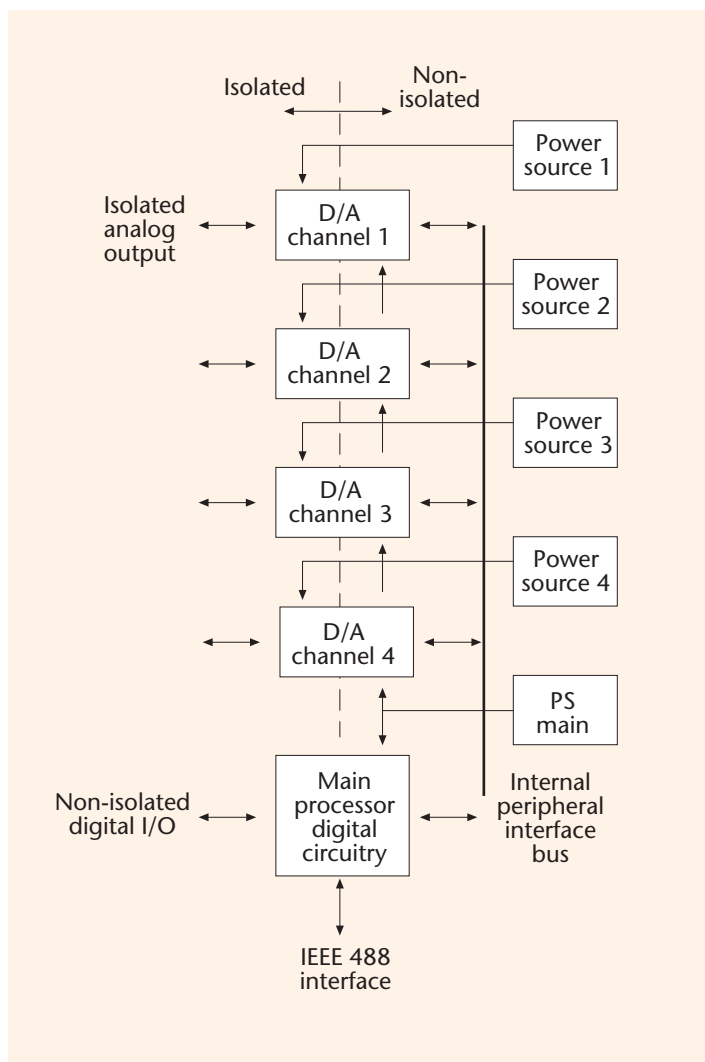 Isolated
Non-
isolated
Power
source 1
Isolated
analog
output
D/A
channel 1
Power
source 2
D/A
channel 2
Power
source 3
D/A
channel 3
Power
source 4
D/A
channel 4
PS
main
Non-isolated
digital I/O
Main
processor
digital
circuitry
Internal
peripheral
interface
bus
IEEE 488
interface